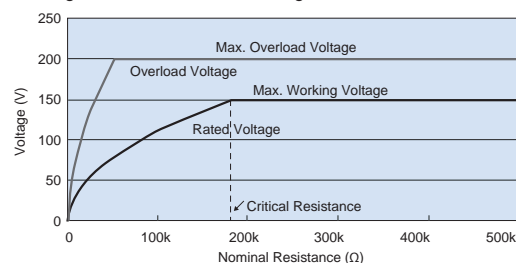 250
200
150
100
50
0
Voltage (V)
Max. Overload Voltage
Overload Voltage
Max. Working Voltage
Rated Voltage
Critical Resistance
0 100k 200k 300k 400k 500k
Nominal Resistance (Ω)